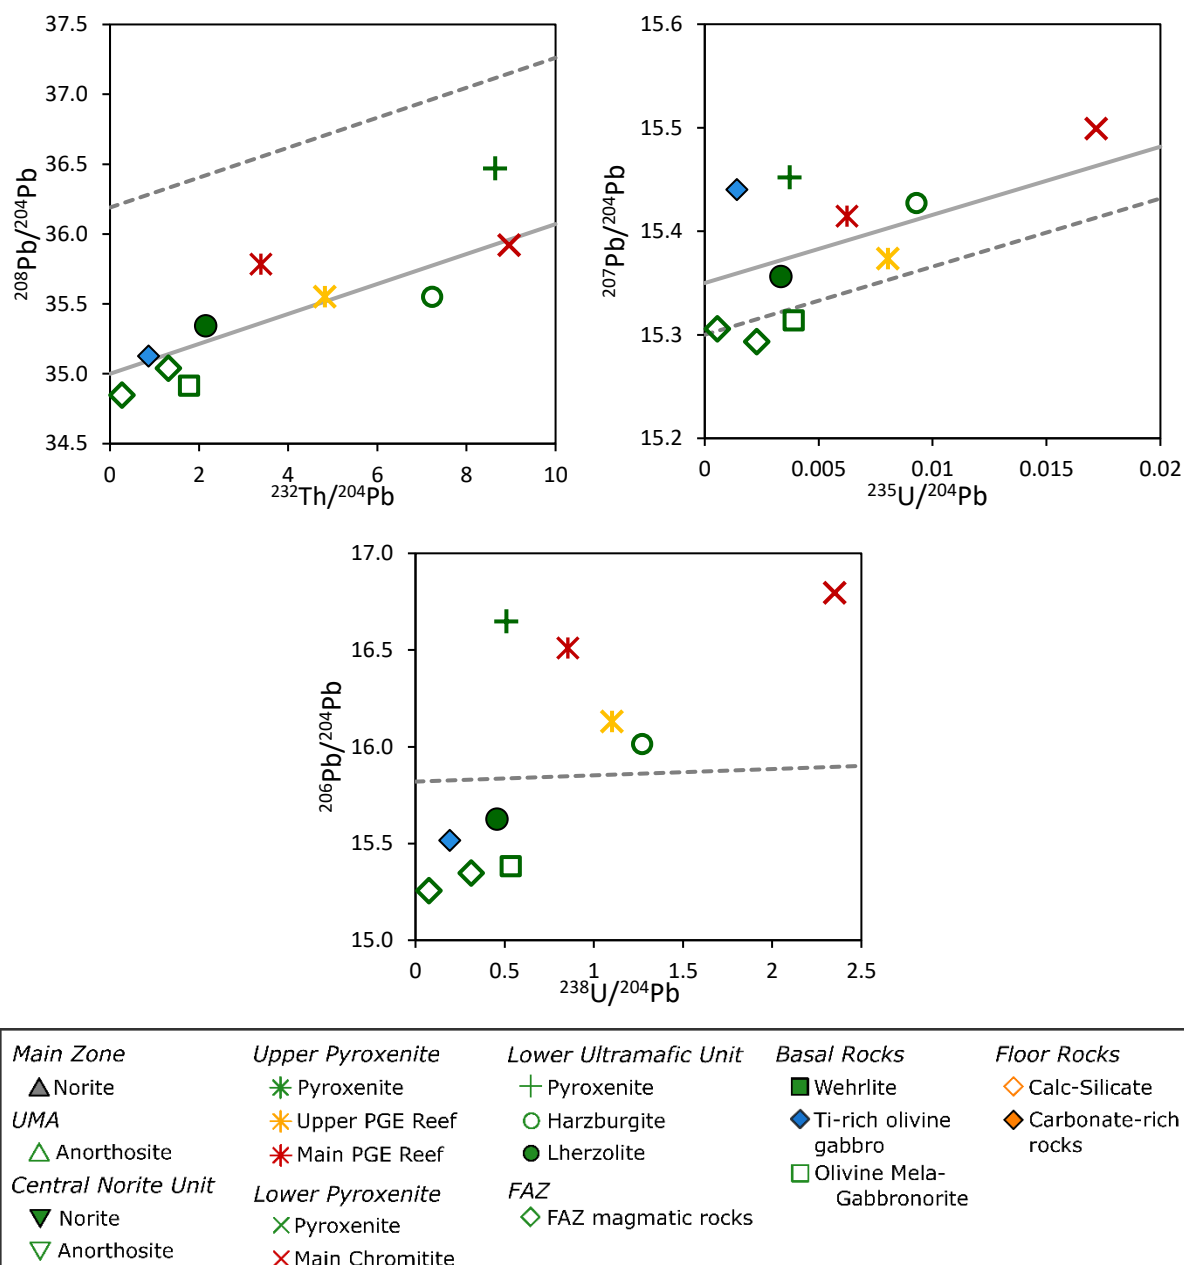 37.5
37.0
36.5
36.0
35.5
35.0
34.5
208Pb/204Pb
0 2 4 6 8 10
232Th/204Pb
15.6
15.5
15.4
15.3
15.2
207Pb/204Pb
0 0.005 0.01 0.015 0.02
235U/204Pb
17.0
16.5
16.0
15.5
15.0
206Pb/204Pb
0 0.5 1 1.5 2 2.5
238U/204Pb
Main Zone
Norite
UMA
Anorthosite
Central Norite Unit
Norite
Anorthosite
Upper Pyroxenite
Pyroxenite
Upper PGE Reef
Main PGE Reef
Lower Pyroxenite
Pyroxenite
Main Chromitite
Lower Ultramafic Unit
Pyroxenite
Harzburgite
Lherzolite
FAZ
FAZ magmatic rocks
Basal Rocks
Wehrlite
Ti-rich olivine
gabbro
Olivine Mela-
Gabbronorite
Floor Rocks
Calc-Silicate
Carbonate-rich
rocks